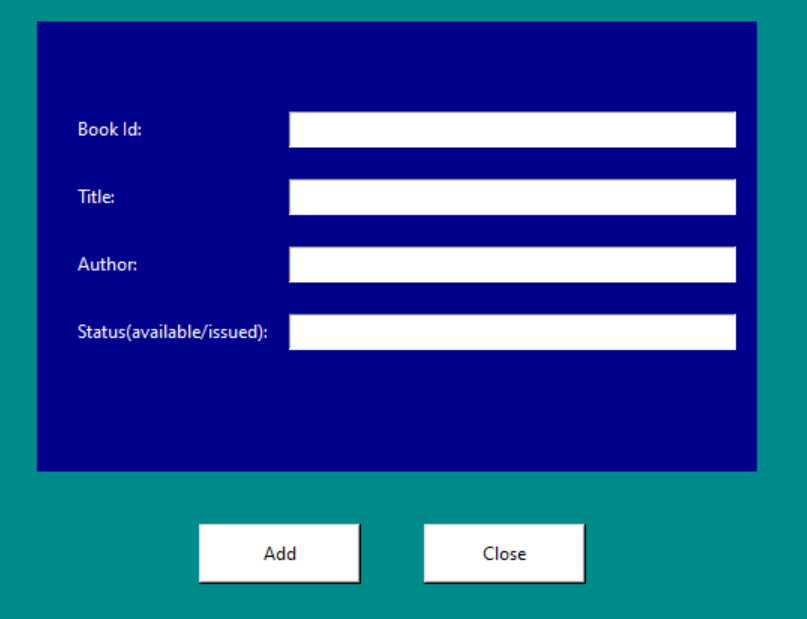 Book Id:
Title:
Author:
Status(available/issued):
Add
Close